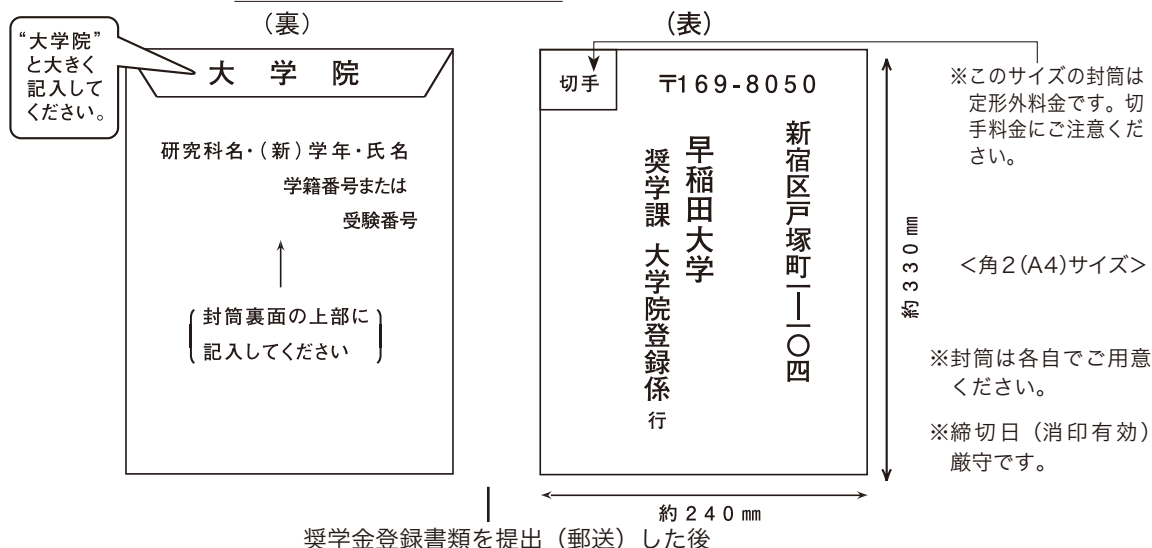 (裏)
“大学院”
と大きく
記入して
ください。
大学院
研究科名・(新)学年・氏名
学籍番号または
受験番号
封筒裏面の上部に
記入してください
(表)
切手
〒169-8050
新宿区戸塚町一―一〇四
早稲田大学
奨学課 大学院登録係 行
約330㎜
約240㎜
※このサイズの封筒は
定形外料金です。切
手料金にご注意くだ
さい。
<角2(A4)サイズ>
※封筒は各自でご用意
ください。
※締切日(消印有効)
厳守です。
奨学金登録書類を提出(郵送)した後